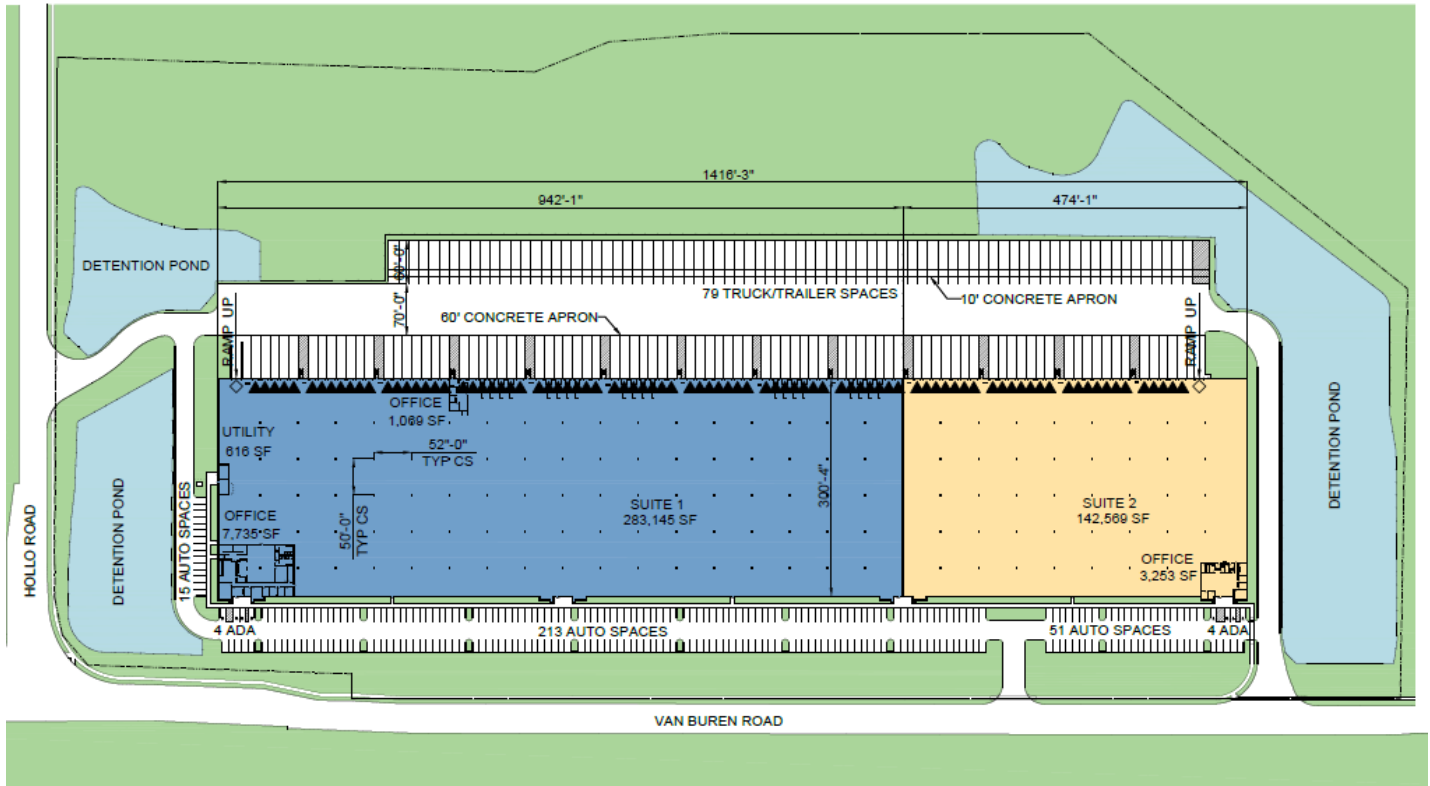 1416'-3"
942'-1"
474'-1"
DETENTION POND
60'-0"
79 TRUCK/TRAILER SPACES
10' CONCRETE APRON
70'-0"
60' CONCRETE APRON
RAMP UP
RAMP UP
OFFICE
1,069 SF
UTILITY
616 SF
52"-0"
TYP CS
50'-0"
TYP CS
300'-4"
SUITE 1
283,145 SF
SUITE 2
142,569 SF
OFFICE
7,735 SF
OFFICE
3,253 SF
DETENTION POND
DETENTION POND
HOLLO ROAD
15 AUTO SPACES
4 ADA
213 AUTO SPACES
51 AUTO SPACES
4 ADA
VAN BUREN ROAD